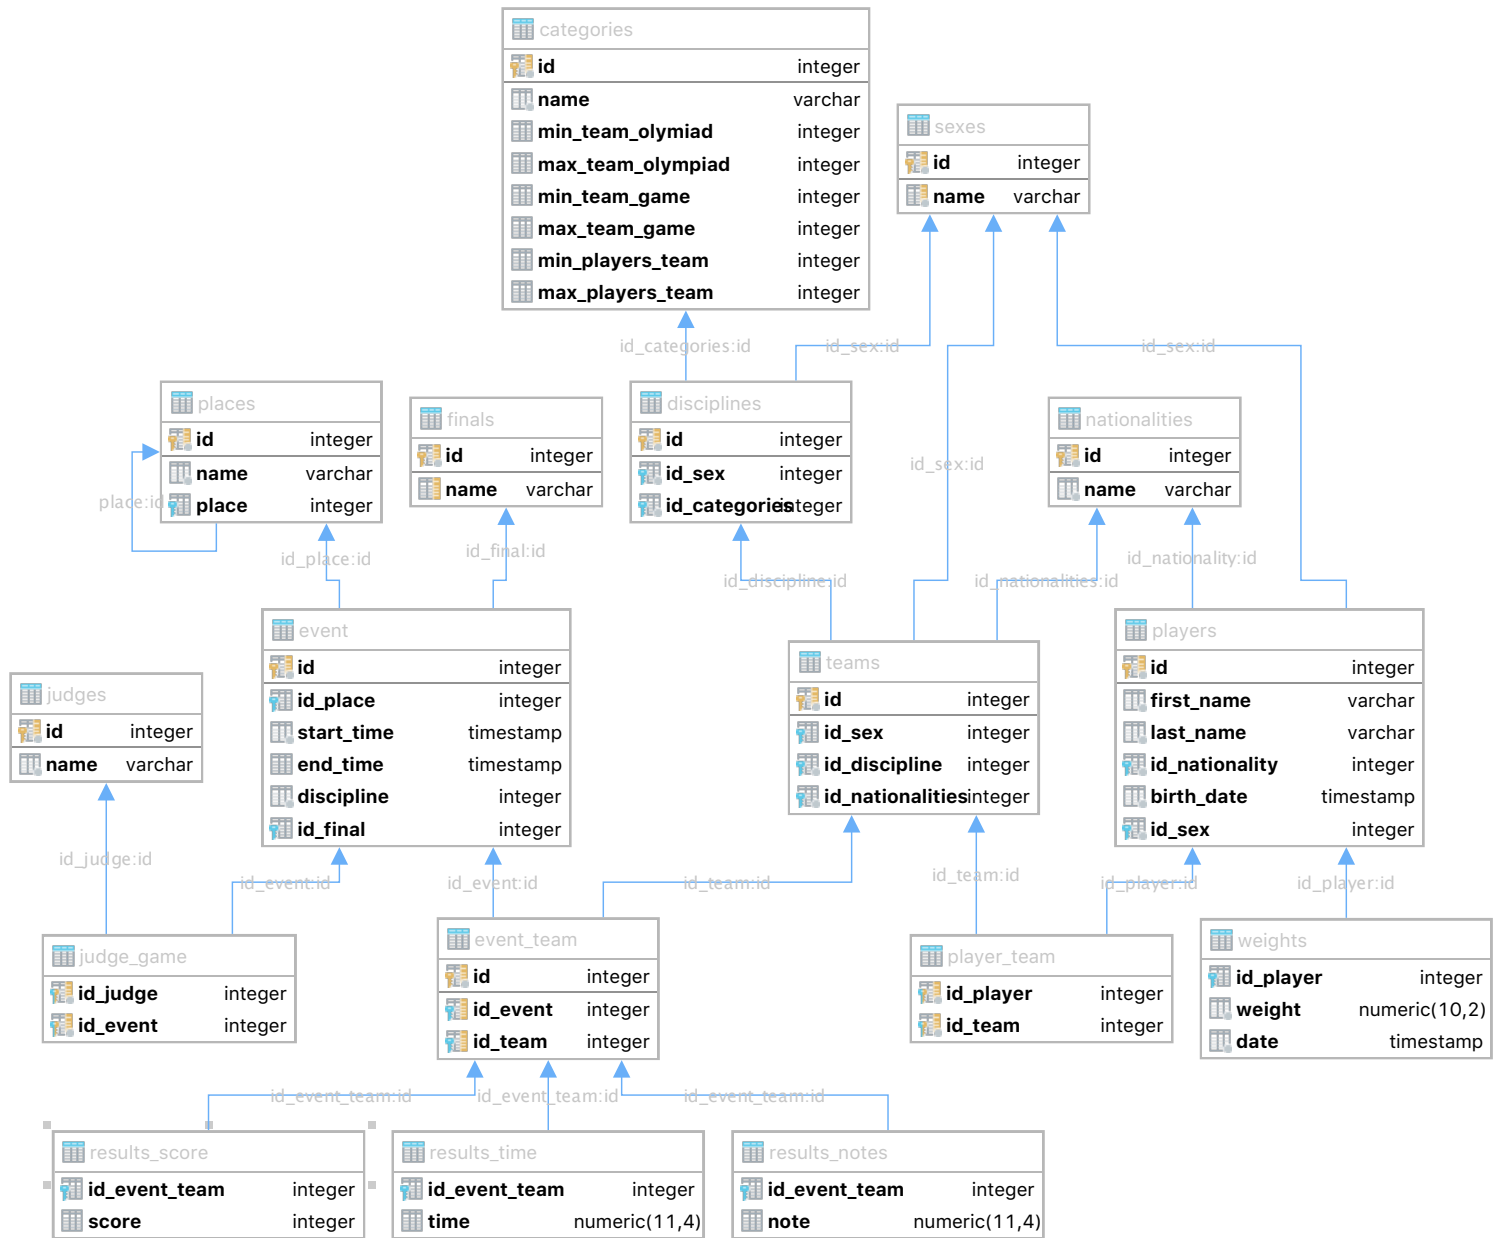 categories
id integer
name varchar
min_team_olymiad integer
max_team_olympiad integer
min_team_game integer
max_team_game integer
min_players_team integer
max_players_team integer
sexes
id integer
name varchar
id_categories:id
id_sex:id
id_sex:id
places
id integer
name varchar
place integer
place:id
finals
id integer
name varchar
disciplines
id integer
id_sex integer
id_categories integer
id_sex:id
nationalities
id integer
name varchar
id_place:id
id_final:id
id_discipline:id
id_nationalities:id
id_nationality:id
judges
id integer
name varchar
event
id integer
id_place integer
start_time timestamp
end_time timestamp
discipline integer
id_final integer
teams
id integer
id_sex integer
id_discipline integer
id_nationalities integer
players
id integer
first_name varchar
last_name varchar
id_nationality integer
birth_date timestamp
id_sex integer
id_judge:id
id_event:id
id_event:id
id_team:id
id_team:id
id_player:id
id_player:id
judge_game
id_judge integer
id_event integer
event_team
id integer
id_event integer
id_team integer
player_team
id_player integer
id_team integer
weights
id_player integer
weight numeric(10,2)
date timestamp
id_event_team:id
id_event_team:id
id_event_team:id
results_score
id_event_team integer
score integer
results_time
id_event_team integer
time numeric(11,4)
results_notes
id_event_team integer
note numeric(11,4)